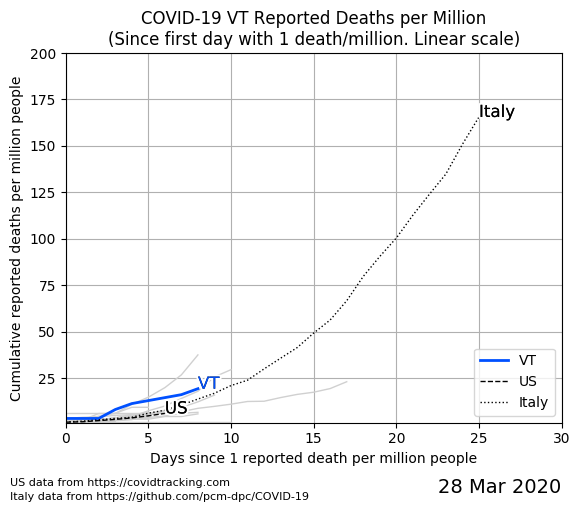 COVID-19 VT Reported Deaths per Million
(Since first day with 1 death/million. Linear scale)
Cumulative reported deaths per million people
200
175
150
125
100
75
50
25
Italy
VT
US
VT
US
Italy
0
5
10
15
20
25
30
Days since 1 reported death per million people
US data from https://covidtracking.com
Italy data from https://github.com/pcm-dpc/COVID-19
28 Mar 2020